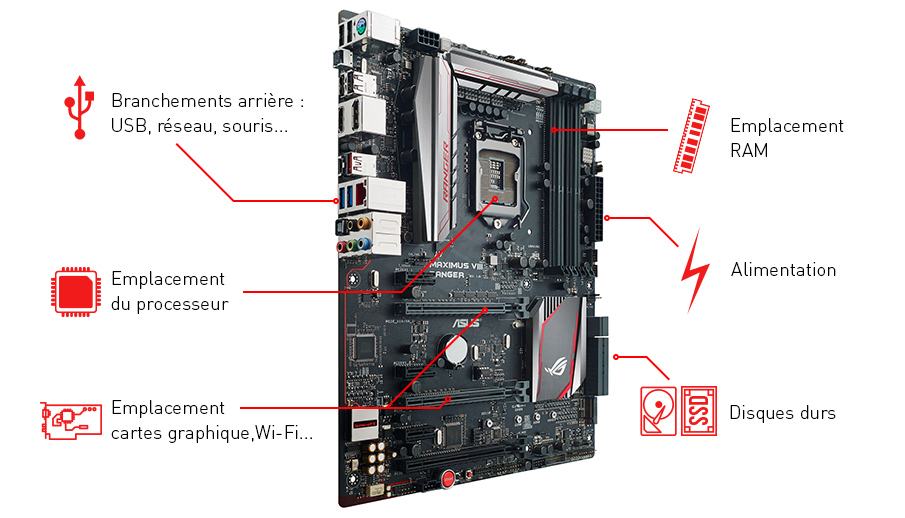 Branchements arrière :
USB, réseau, souris...
Emplacement
du processeur
Emplacement
cartes graphique,Wi-Fi...
Emplacement
RAM
Alimentation
Disques durs
SSD
RANGER
MAXIMUS VIII
RANGER
ASUS